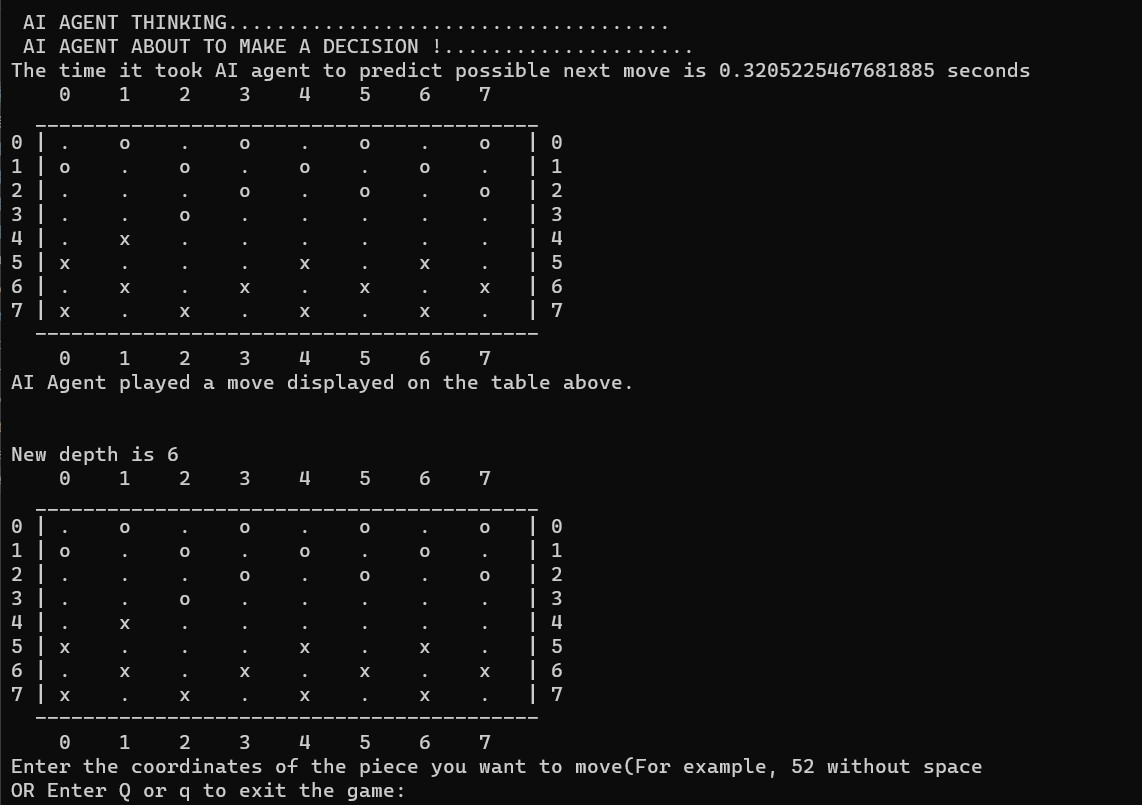 AI AGENT THINKING.....................................
AI AGENT ABOUT TO MAKE A DECISION !.....................
The time it took AI agent to predict possible next move is 0.3205225467681885 seconds
    0    1    2    3    4    5    6    7
  __________________________________________
0 | .    o    .    o    .    o    .    o   | 0
1 | o    .    o    .    o    .    o    .   | 1
2 | .    .    .    o    .    o    .    o   | 2
3 | .    .    o    .    .    .    .    .   | 3
4 | .    x    .    .    .    .    .    .   | 4
5 | x    .    .    .    x    .    x    .   | 5
6 | .    x    .    x    .    x    .    x   | 6
7 | x    .    x    .    x    .    x    .   | 7
  __________________________________________
    0    1    2    3    4    5    6    7
AI Agent played a move displayed on the table above.
New depth is 6
    0    1    2    3    4    5    6    7
  __________________________________________
0 | .    o    .    o    .    o    .    o   | 0
1 | o    .    o    .    o    .    o    .   | 1
2 | .    .    .    o    .    o    .    o   | 2
3 | .    .    o    .    .    .    .    .   | 3
4 | .    x    .    .    .    .    .    .   | 4
5 | x    .    .    .    x    .    x    .   | 5
6 | .    x    .    x    .    x    .    x   | 6
7 | x    .    x    .    x    .    x    .   | 7
  __________________________________________
    0    1    2    3    4    5    6    7
Enter the coordinates of the piece you want to move(For example, 52 without space
OR Enter Q or q to exit the game: